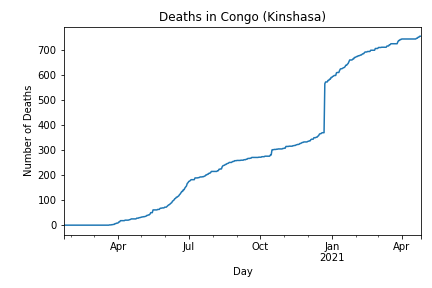 Deaths in Congo (Kinshasa)
700
600
500
400
300
200
100
0
Number of Deaths
Apr
Jul
Oct
Jan
2021
Apr
Day